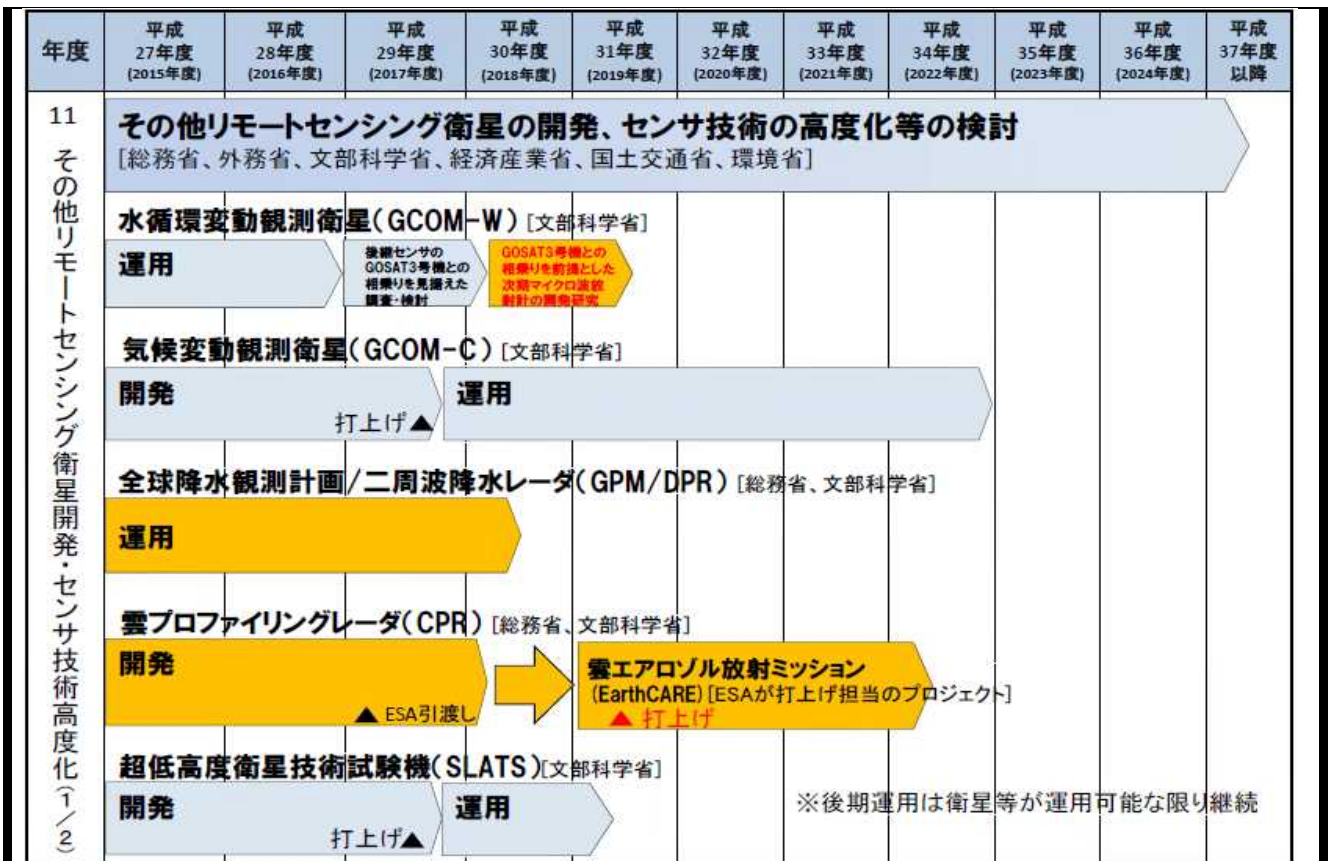 年度
平成
27年度
(2015年度)
平成
28年度
(2016年度)
平成
29年度
(2017年度)
平成
30年度
(2018年度)
平成
31年度
(2019年度)
平成
32年度
(2020年度)
平成
33年度
(2021年度)
平成
34年度
(2022年度)
平成
35年度
(2023年度)
平成
36年度
(2024年度)
平成
37年度
以降
11 その他リモートセンシング衛星開発・センサ技術高度化(1/2)
その他リモートセンシング衛星の開発、センサ技術の高度化等の検討
[総務省、外務省、文部科学省、経済産業省、国土交通省、環境省]
水循環変動観測衛星(GCOM-W)[文部科学省]
運用
後継センサの
GOSAT3号機との
相乗りを見据えた
調査・検討
GOSAT3号機との
相乗りを前提とした
次期マイクロ波放
射計の開発研究
気候変動観測衛星(GCOM-C)[文部科学省]
開発
打上げ▲
運用
全球降水観測計画/二周波降水レーダ(GPM/DPR)[総務省、文部科学省]
運用
雲プロファイリングレーダ(CPR)[総務省、文部科学省]
開発
▲ ESA引渡し
雲エアロゾル放射ミッション
(EarthCARE)[ESAが打上げ担当のプロジェクト]
▲ 打上げ
超低高度衛星技術試験機(SLATS)[文部科学省]
開発
打上げ▲
運用
※後期運用は衛星等が運用可能な限り継続